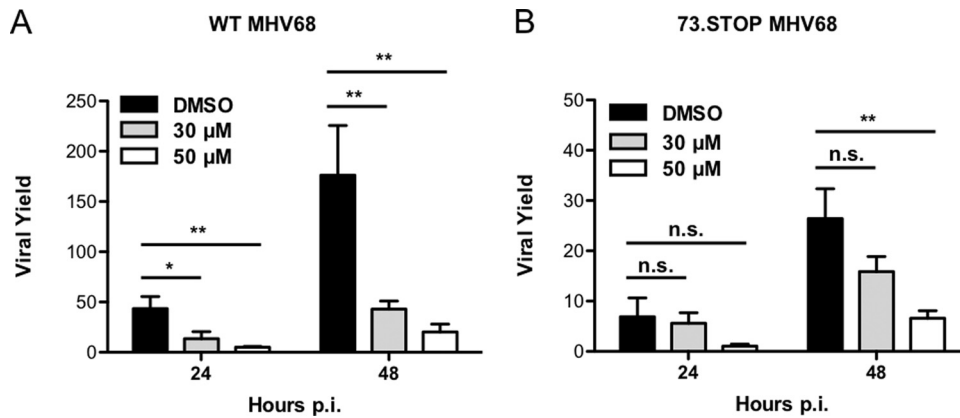 A
WT MHV68
Viral Yield
250
200
150
100
50
0
DMSO
30 µM
50 µM
*
**
**
**
24
48
Hours p.i.
B
73.STOP MHV68
Viral Yield
50
40
30
20
10
0
DMSO
30 µM
50 µM
n.s.
n.s.
n.s.
**
24
48
Hours p.i.